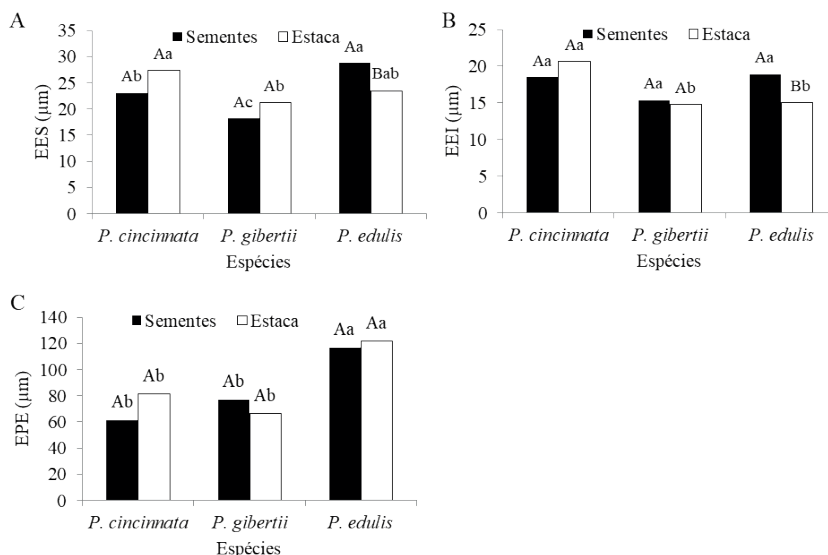 A
35
30
25
20
15
10
5
0
EES (µm)
Sementes Estaca
Ab Aa
Ac Ab
Aa Bab
P. cincinnata P. gibertii P. edulis
Espécies
B
25
20
15
10
5
0
EEI (µm)
Sementes Estaca
Aa Aa
Aa Ab
Aa Bb
P. cincinnata P. gibertii P. edulis
Espécies
C
140
120
100
80
60
40
20
0
EPE (µm)
Sementes Estaca
Ab Ab
Ab Ab
Aa Aa
P. cincinnata P. gibertii P. edulis
Espécies